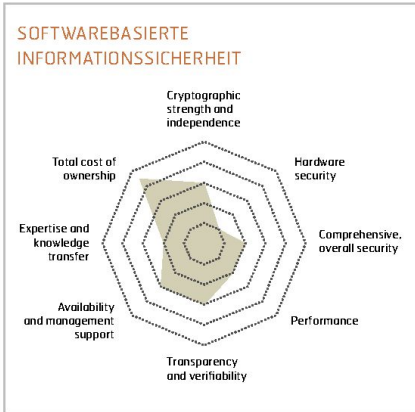 SOFTWAREBASIERTE
INFORMATIONSSICHERHEIT
Cryptographic
strength and
independence
Total cost of
ownership
Hardware
security
Expertise and
knowledge
transfer
Comprehensive,
overall security
Availability
and management
support
Performance
Transparency
and verifiability